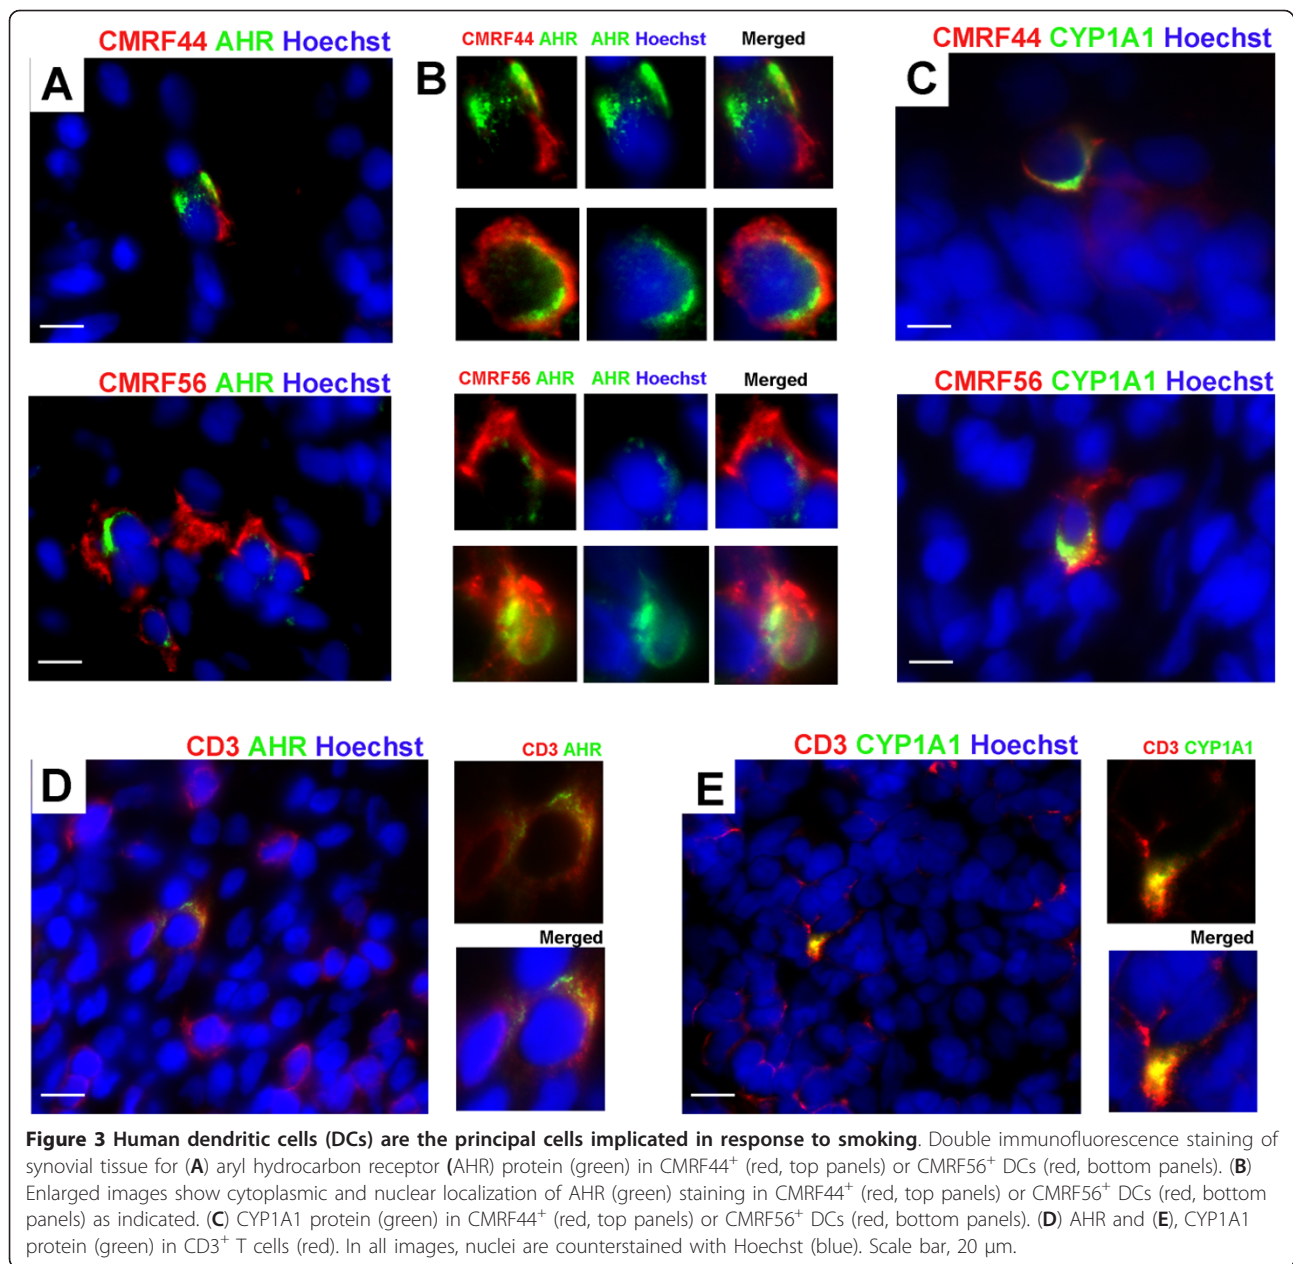 CMRF44 AHR Hoechst
A
B
CMRF44 AHR
AHR Hoechst
Merged
CMRF44 CYP1A1 Hoechst
C
CMRF56 AHR Hoechst
CMRF56 AHR
AHR Hoechst
Merged
CMRF56 CYP1A1 Hoechst
CD3 AHR Hoechst
D
CD3 AHR
Merged
CD3 CYP1A1 Hoechst
E
CD3 CYP1A1
Merged
Figure 3 Human dendritic cells (DCs) are the principal cells implicated in response to smoking. Double immunofluorescence staining of
synovial tissue for (A) aryl hydrocarbon receptor (AHR) protein (green) in CMRF44+ (red, top panels) or CMRF56+ DCs (red, bottom panels). (B)
Enlarged images show cytoplasmic and nuclear localization of AHR (green) staining in CMRF44+ (red, top panels) or CMRF56+ DCs (red, bottom
panels) as indicated. (C) CYP1A1 protein (green) in CMRF44+ (red, top panels) or CMRF56+ DCs (red, bottom panels). (D) AHR and (E), CYP1A1
protein (green) in CD3+ T cells (red). In all images, nuclei are counterstained with Hoechst (blue). Scale bar, 20 μm.